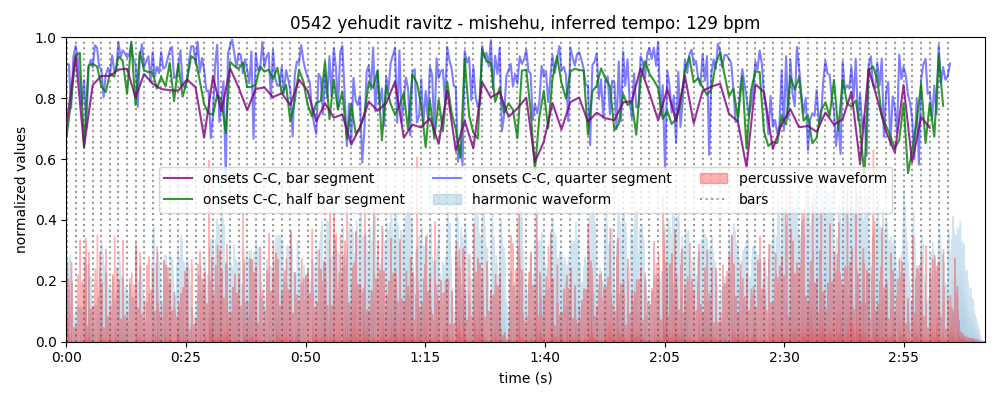 0542 yehudit ravitz - mishehu, inferred tempo: 129 bpm
normalized values
1.0
0.8
0.6
0.4
0.2
0.0
onsets C-C, bar segment
onsets C-C, half bar segment
onsets C-C, quarter segment
harmonic waveform
percussive waveform
bars
0:00 0:25 0:50 1:15 1:40 2:05 2:30 2:55
time (s)